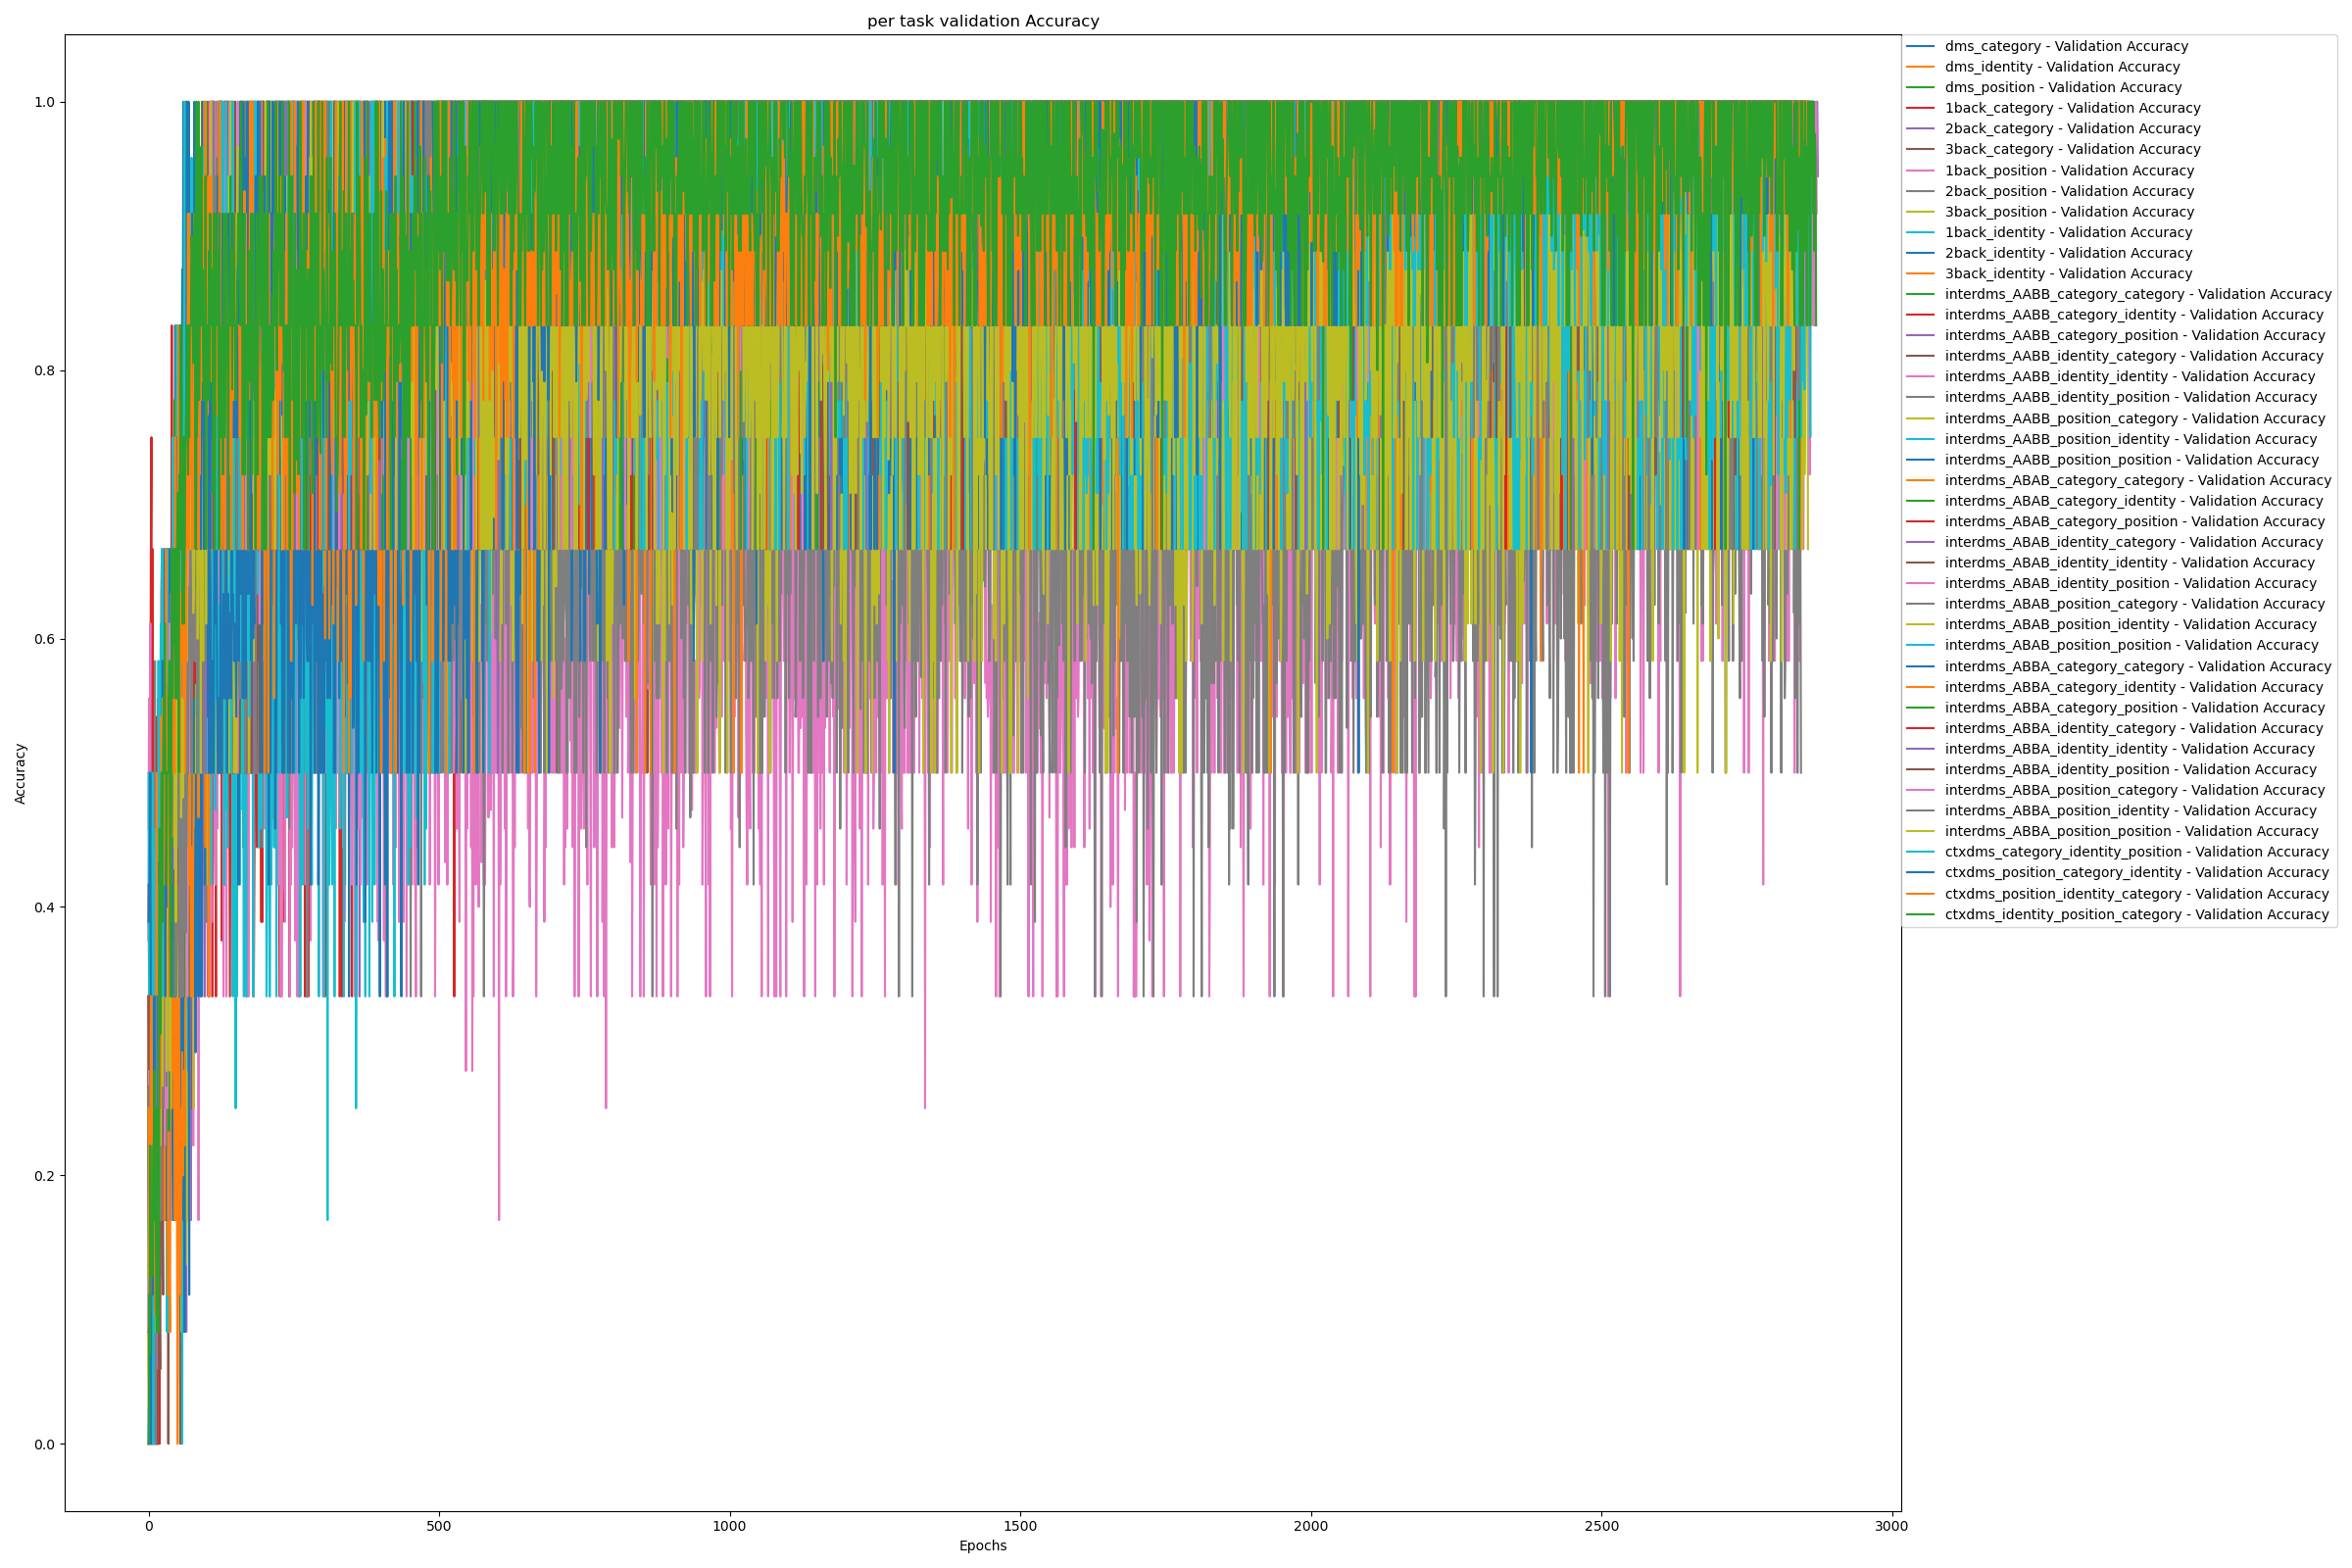 per task validation Accuracy
1.0
0.8
0.6
0.4
0.2
0.0
Accuracy
0
500
1000
1500
2000
2500
3000
Epochs
dms_category - Validation Accuracy
dms_identity - Validation Accuracy
dms_position - Validation Accuracy
1back_category - Validation Accuracy
2back_category - Validation Accuracy
3back_category - Validation Accuracy
1back_position - Validation Accuracy
2back_position - Validation Accuracy
3back_position - Validation Accuracy
1back_identity - Validation Accuracy
2back_identity - Validation Accuracy
3back_identity - Validation Accuracy
interdms_AABB_category_category - Validation Accuracy
interdms_AABB_category_identity - Validation Accuracy
interdms_AABB_category_position - Validation Accuracy
interdms_AABB_identity_category - Validation Accuracy
interdms_AABB_identity_identity - Validation Accuracy
interdms_AABB_identity_position - Validation Accuracy
interdms_AABB_position_category - Validation Accuracy
interdms_AABB_position_identity - Validation Accuracy
interdms_AABB_position_position - Validation Accuracy
interdms_ABAB_category_category - Validation Accuracy
interdms_ABAB_category_identity - Validation Accuracy
interdms_ABAB_category_position - Validation Accuracy
interdms_ABAB_identity_category - Validation Accuracy
interdms_ABAB_identity_identity - Validation Accuracy
interdms_ABAB_identity_position - Validation Accuracy
interdms_ABAB_position_category - Validation Accuracy
interdms_ABAB_position_identity - Validation Accuracy
interdms_ABAB_position_position - Validation Accuracy
interdms_ABBA_category_category - Validation Accuracy
interdms_ABBA_category_identity - Validation Accuracy
interdms_ABBA_category_position - Validation Accuracy
interdms_ABBA_identity_category - Validation Accuracy
interdms_ABBA_identity_identity - Validation Accuracy
interdms_ABBA_identity_position - Validation Accuracy
interdms_ABBA_position_category - Validation Accuracy
interdms_ABBA_position_identity - Validation Accuracy
interdms_ABBA_position_position - Validation Accuracy
ctxdms_category_identity_position - Validation Accuracy
ctxdms_position_category_identity - Validation Accuracy
ctxdms_position_identity_category - Validation Accuracy
ctxdms_identity_position_category - Validation Accuracy